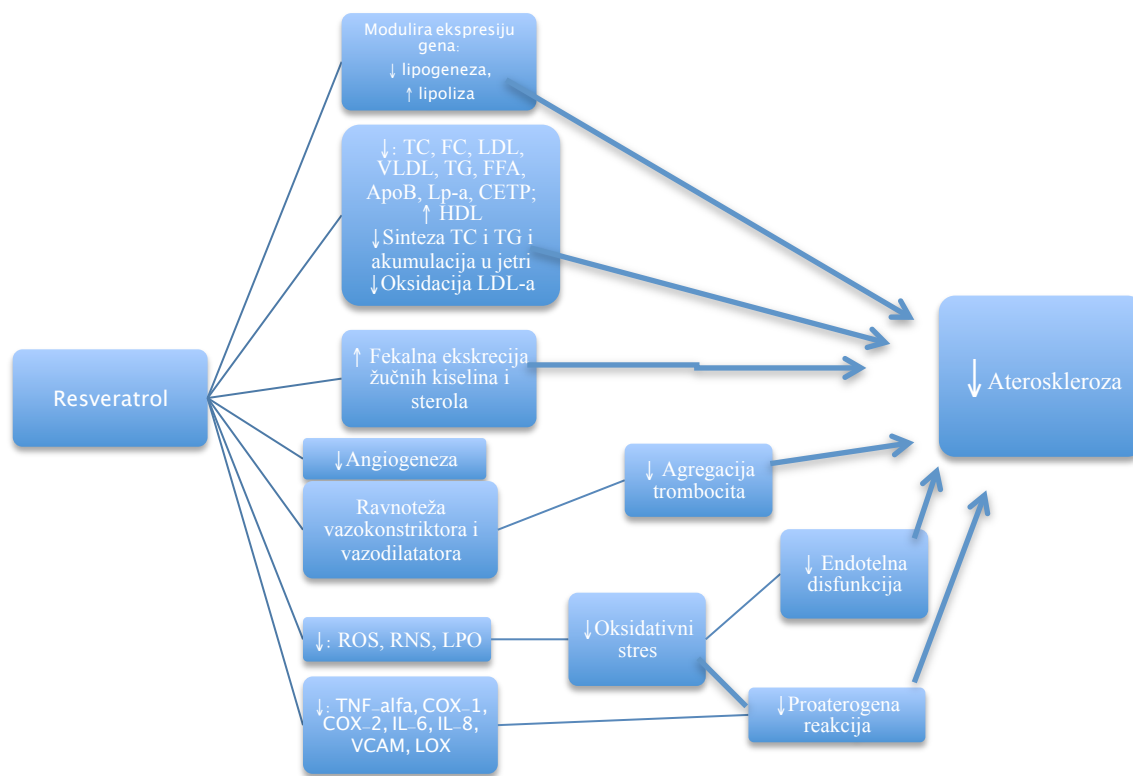 Modulira ekspresiju
gena:
↓ lipogeneza,
↑ lipoliza
↓: TC, FC, LDL,
VLDL, TG, FFA,
ApoB, Lp-a, CETP;
↑ HDL
↓Sinteza TC i TG i
akumulacija u jetri
↓Oksidacija LDL-a
Resveratrol
↑ Fekalna ekskrecija
žučnih kiselina i
sterola
↓ Ateroskleroza
↓Angiogeneza
Ravnoteža
vazokonstriktora i
vazodilatatora
↓ Agregacija
trombocita
↓ Endotelna
disfunkcija
↓: ROS, RNS, LPO
↓Oksidativni
stres
↓: TNF-alfa, COX-1,
COX-2, IL-6, IL-8,
VCAM, LOX
↓Proaterogena
reakcija